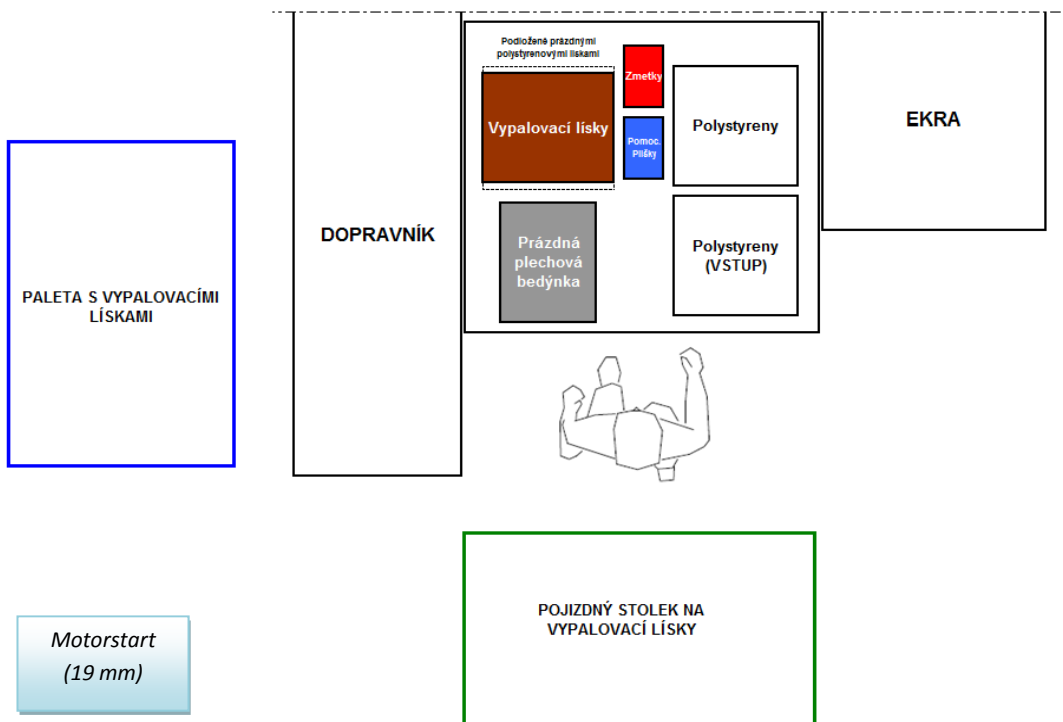 Podložené prázdnými
polystyrenovými lískami
Zmetky
Vypalovací lísky
Pomoc.
Plíšky
Polystyreny
EKRA
DOPRAVNÍK
Prázdná
plechová
bedýnka
Polystyreny
(VSTUP)
PALETA S VYPALOVACÍMI
LÍSKAMI
POJIZDNÝ STOLEK NA
VYPALOVACÍ LÍSKY
Motorstart
(19 mm)